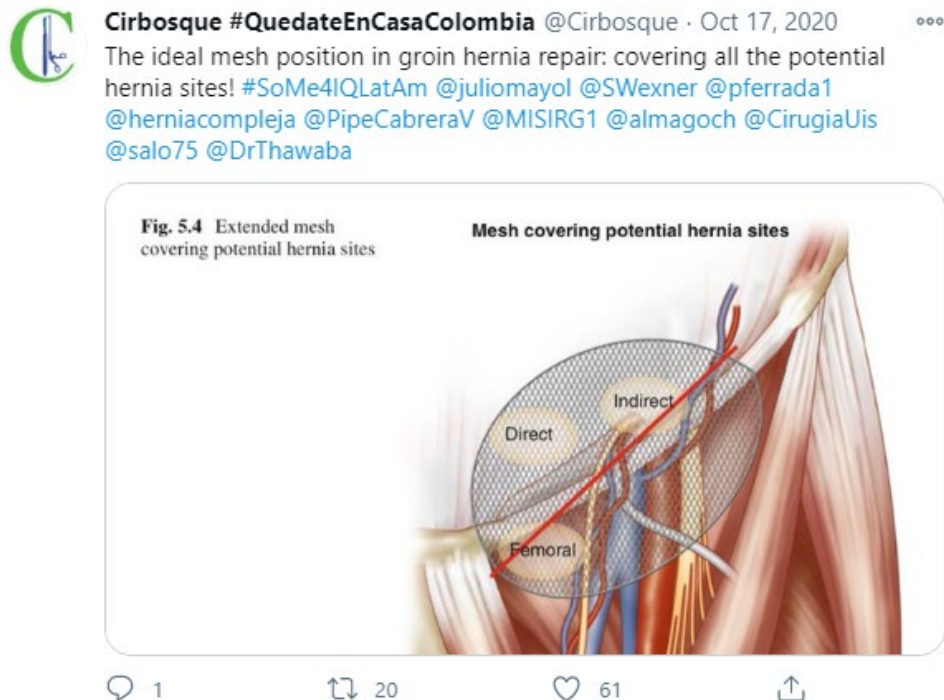 Cirbosque #QuedateEnCasaColombia @Cirbosque · Oct 17, 2020
The ideal mesh position in groin hernia repair: covering all the potential
hernia sites! #SoMe4IQLatAm @juliomayol @SWexner @pferrada1
@herniacompleja @PipeCabreraV @MISIRG1 @almagoch @CirugiaUis
@salo75 @DrThawaba
Fig. 5.4 Extended mesh
covering potential hernia sites
Mesh covering potential hernia sites
Indirect
Direct
Femoral
1 20 61